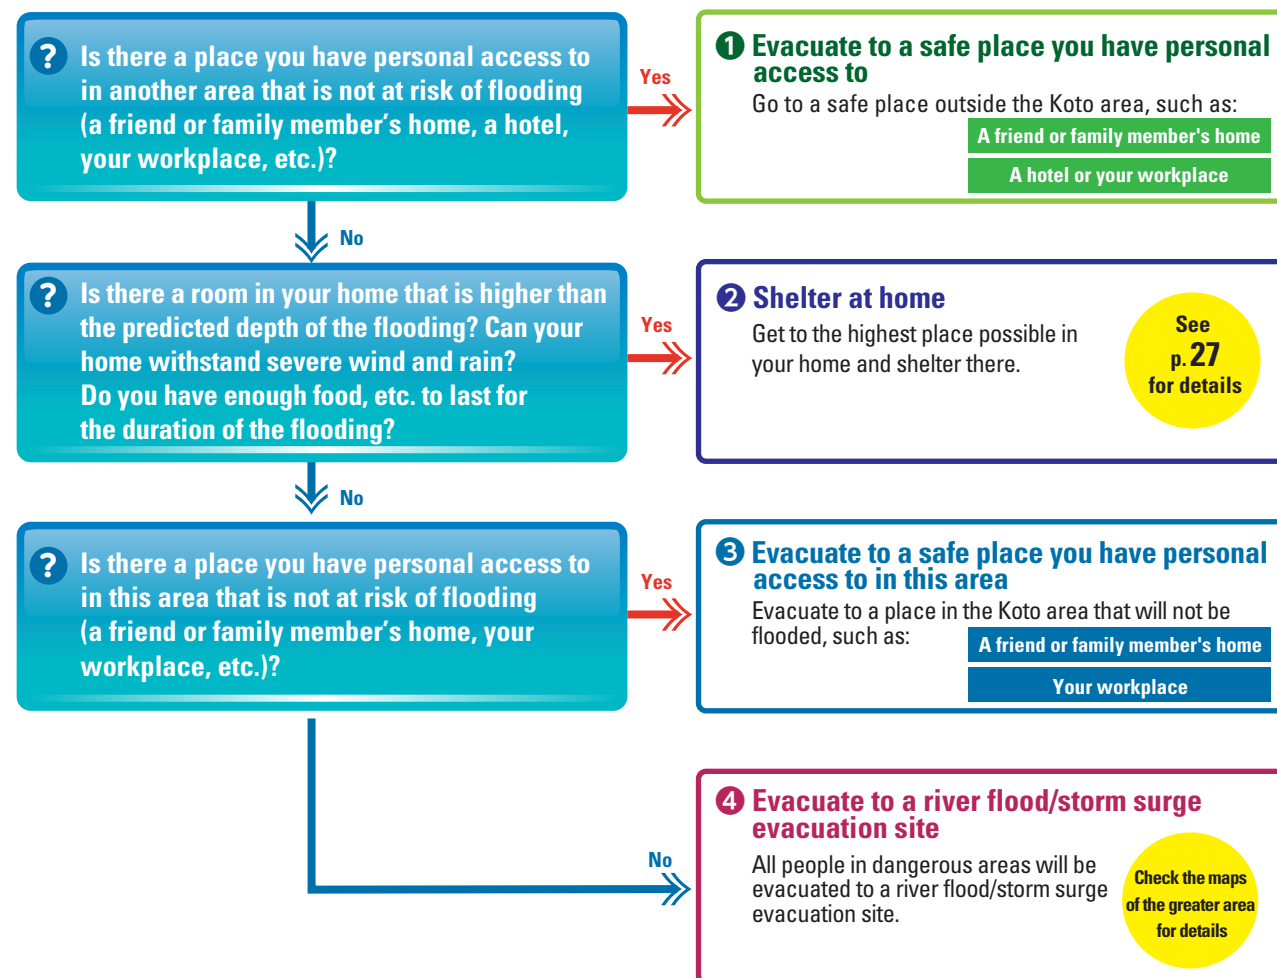 ? Is there a place you have personal access to
in another area that is not at risk of flooding
(a friend or family member's home, a hotel,
your workplace, etc.)?
Yes
❶ Evacuate to a safe place you have personal
access to
Go to a safe place outside the Koto area, such as:
A friend or family member's home
A hotel or your workplace
No
? Is there a room in your home that is higher than
the predicted depth of the flooding? Can your
home withstand severe wind and rain?
Do you have enough food, etc. to last for
the duration of the flooding?
Yes
❷ Shelter at home
Get to the highest place possible in
your home and shelter there.
See
p. 27
for details
No
? Is there a place you have personal access to
in this area that is not at risk of flooding
(a friend or family member's home, your
workplace, etc.)?
Yes
❸ Evacuate to a safe place you have personal
access to in this area
Evacuate to a place in the Koto area that will not be
flooded, such as:
A friend or family member's home
Your workplace
No
❹ Evacuate to a river flood/storm surge
evacuation site
All people in dangerous areas will be
evacuated to a river flood/storm surge
evacuation site.
Check the maps
of the greater area
for details